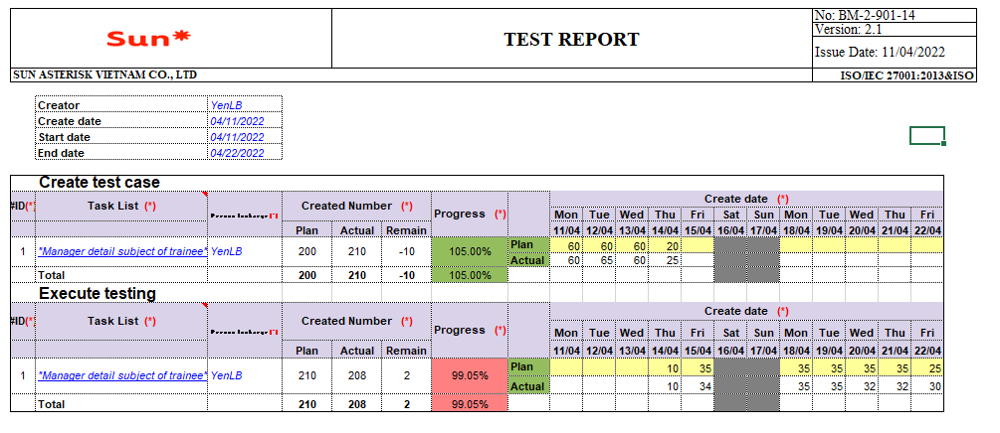 No: BM-2-901-14
Sun*
TEST REPORT
Version: 2.1
Issue Date: 11/04/2022
SUN ASTERISK VIETNAM CO., LTD
ISO/IEC 27001:2013&ISO
Creator YenLB
Create date 04/11/2022
Start date 04/11/2022
End date 04/22/2022
Create test case
#ID(*) Task List (*) Created Number (*) Progress (*) Create date (*)
Mon Tue Wed Thu Fri Sat Sun Mon Tue Wed Thu Fri
Plan Actual Remain 11/04 12/04 13/04 14/04 15/04 16/04 17/04 18/04 19/04 20/04 21/04 22/04
1 "Manager detail subject of trainee" YenLB 200 210 -10 105.00% Plan 60 60 60 20
Actual 60 65 60 25
Total 200 210 -10 105.00%
Execute testing
#ID(*) Task List (*) Created Number (*) Progress (*) Create date (*)
Mon Tue Wed Thu Fri Sat Sun Mon Tue Wed Thu Fri
Plan Actual Remain 11/04 12/04 13/04 14/04 15/04 16/04 17/04 18/04 19/04 20/04 21/04 22/04
1 "Manager detail subject of trainee" YenLB 210 208 2 99.05% Plan 10 35 35 35 35 35 25
Actual 10 34 35 35 32 32 30
Total 210 208 2 99.05%